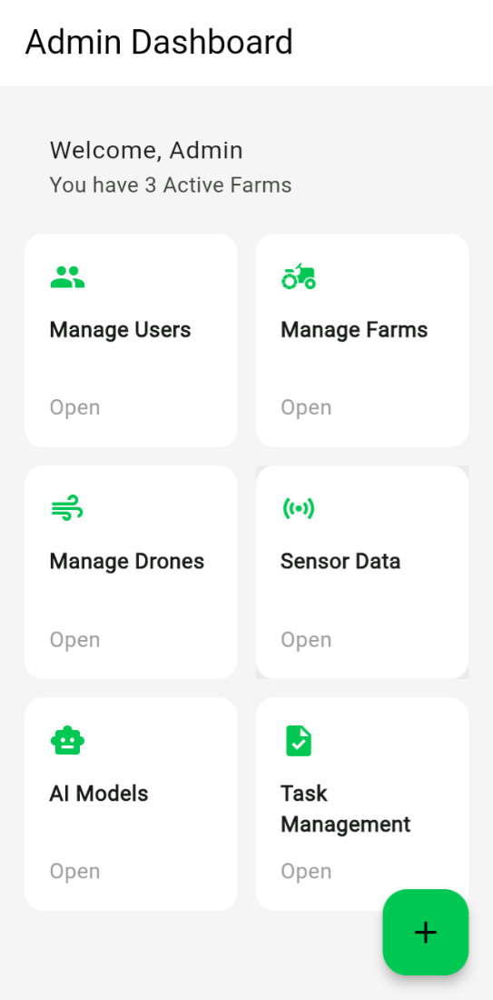 Admin Dashboard
Welcome, Admin
You have 3 Active Farms
Manage Users
Open
Manage Farms
Open
Manage Drones
Open
Sensor Data
Open
AI Models
Open
Task
Management
Open
+